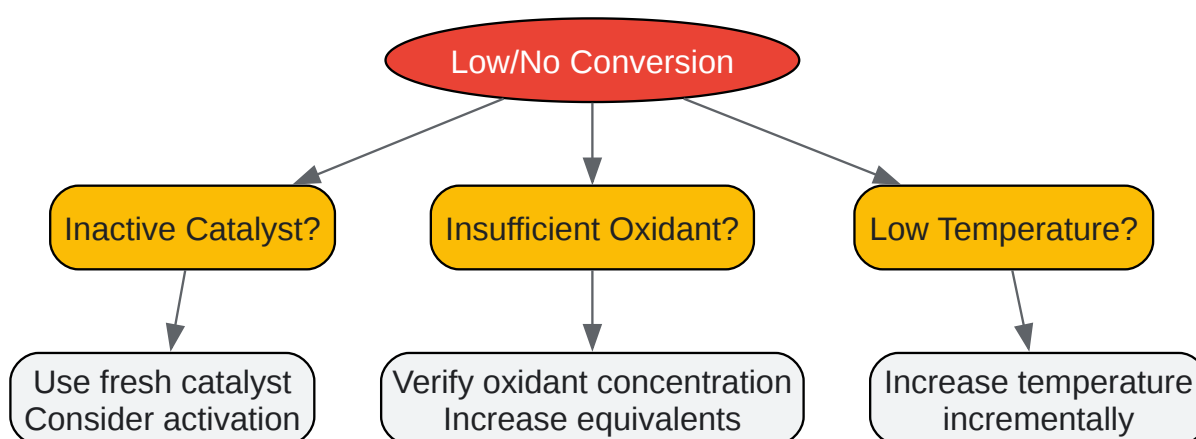 Low/No Conversion
Inactive Catalyst?
Insufficient Oxidant?
Low Temperature?
Use fresh catalyst
Consider activation
Verify oxidant concentration
Increase equivalents
Increase temperature
incrementally